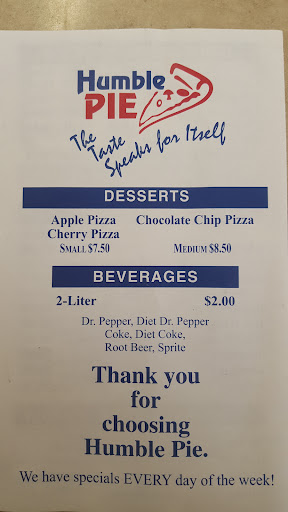 Humble
PIE
The Taste Speaks for Itself
DESSERTS
Apple Pizza Chocolate Chip Pizza
Cherry Pizza
SMALL $7.50 MEDIUM $8.50
BEVERAGES
2-Liter $2.00
Dr. Pepper, Diet Dr. Pepper
Coke, Diet Coke,
Root Beer, Sprite
Thank you
for
choosing
Humble Pie.
We have specials EVERY day of the week!